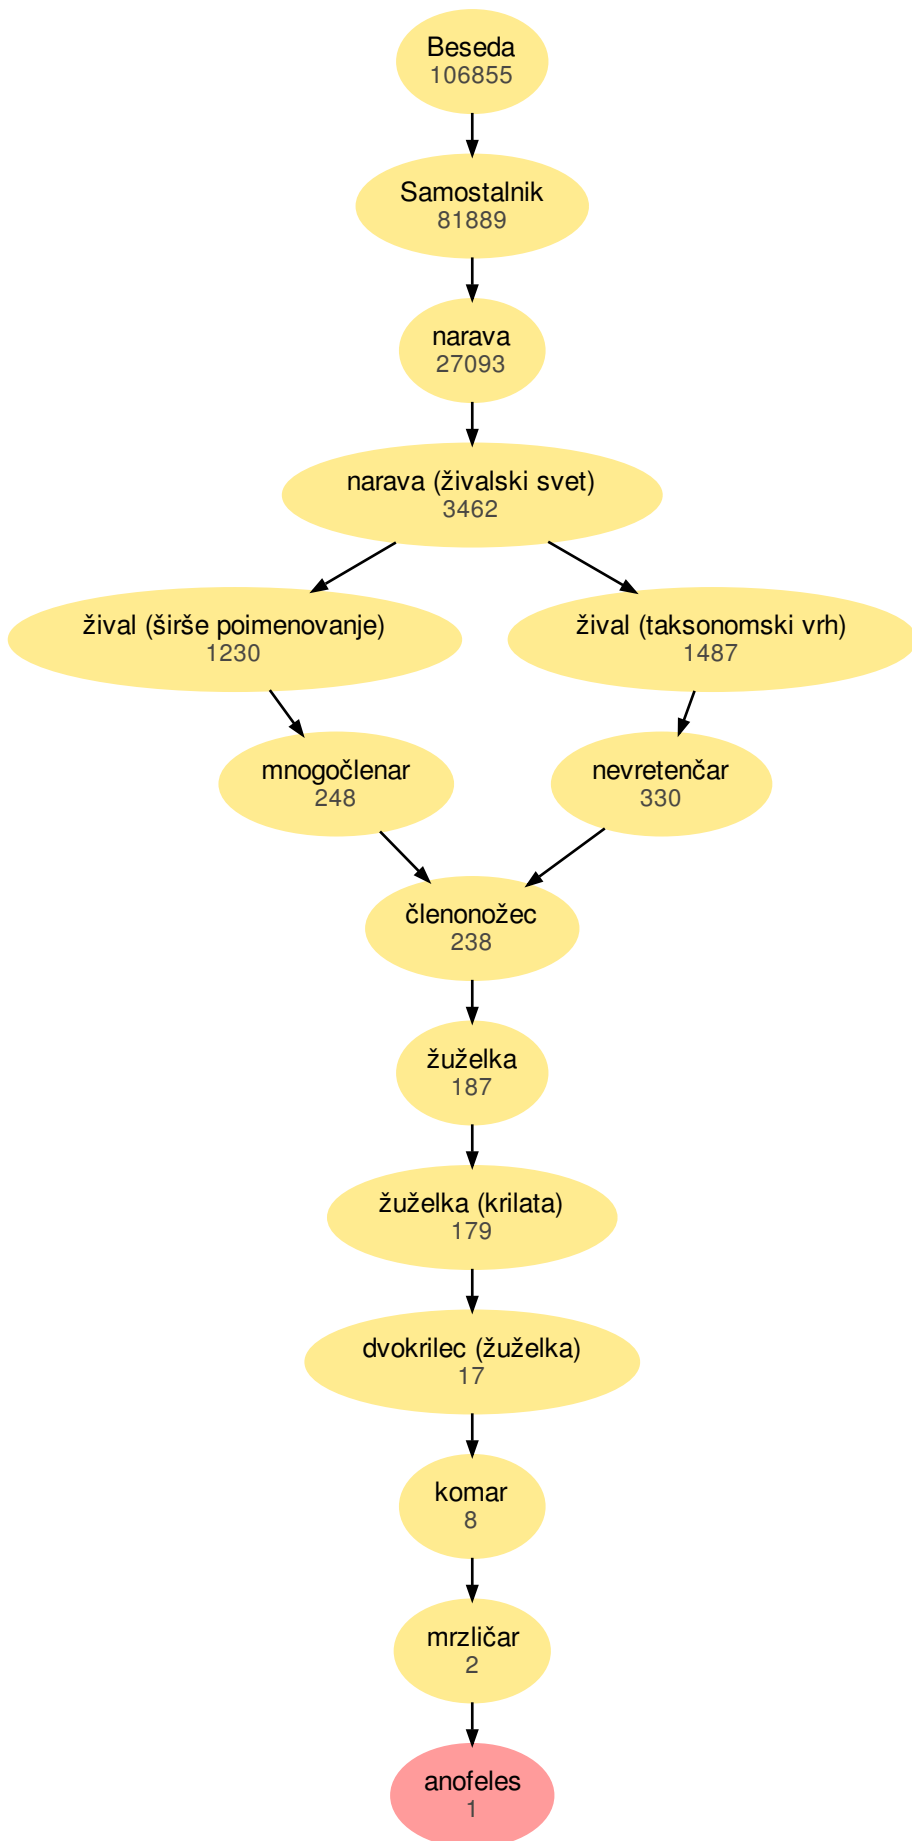 Beseda
106855
Samostalnik
81889
narava
27093
narava (živalski svet)
3462
žival (širše poimenovanje)
1230
žival (taksonomski vrh)
1487
mnogočlenar
248
nevretenčar
330
členonožec
238
žuželka
187
žuželka (krilata)
179
dvokrilec (žuželka)
17
komar
8
mrzličar
2
anofeles
1